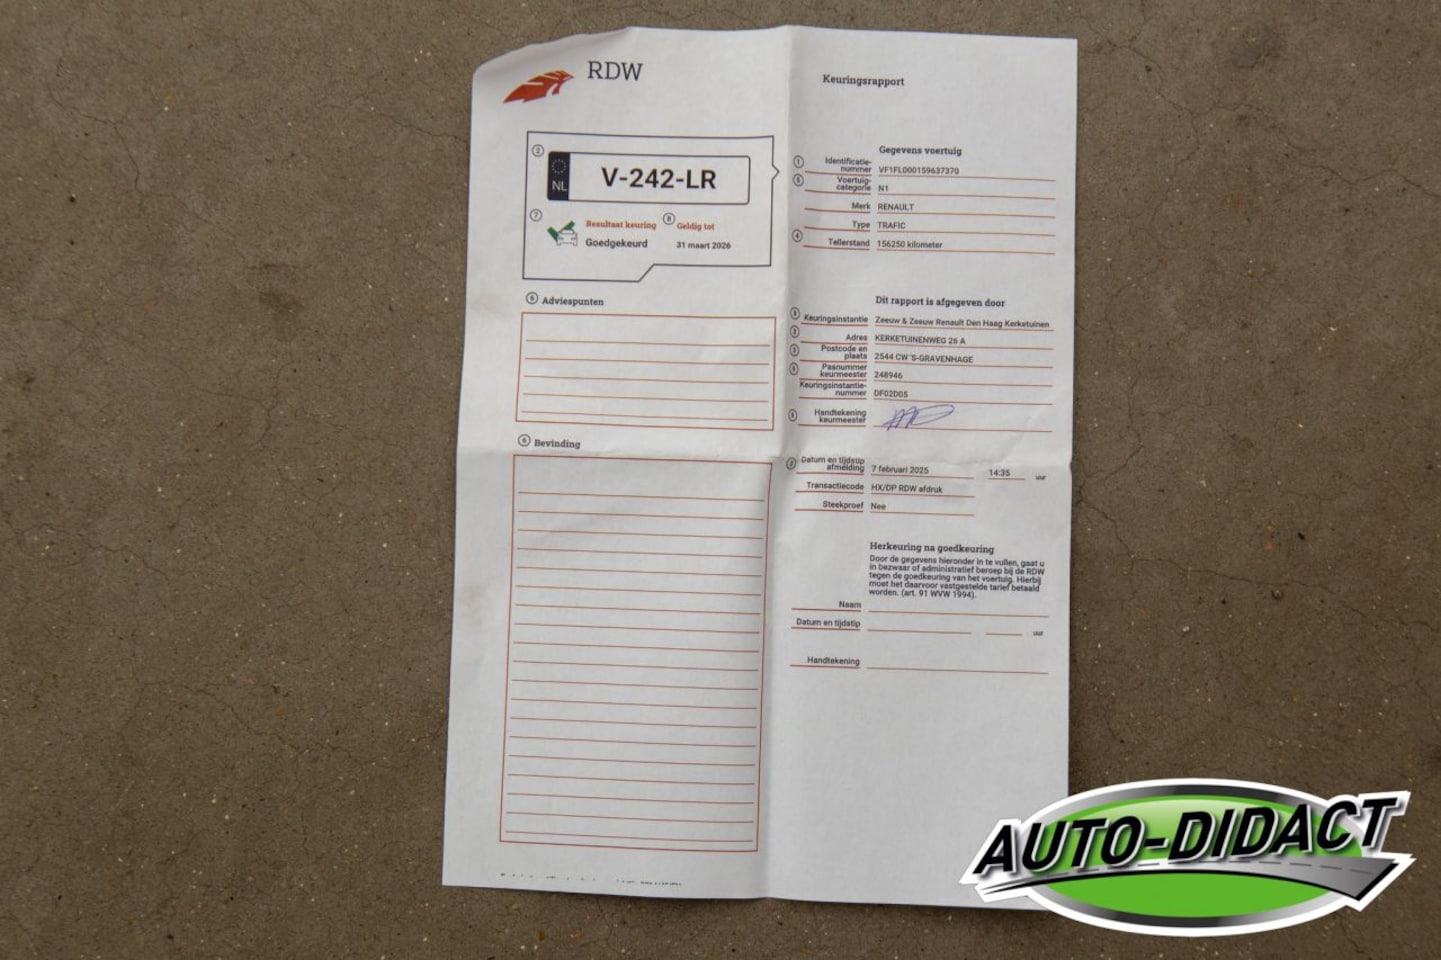 RDW
Keuringsrapport
2
NL
V-242-LR
7
Resultaat keuring
8
Geldig tot
Goedgekeurd
31 maart 2026
Adviespunten
6
Bevinding
Gegevens voertuig
1
Identificatie-
nummer
VF1FL000159637370
Voertuig-
categorie
N1
Merk
RENAULT
Type
TRAFIC
4
Tellerstand
156250 kilometer
Dit rapport is afgegeven door
Keuringsinstantie
Zeeuw & Zeeuw Renault Den Haag Kerketuinen
Adres
KERKETUINENWEG 26 A
Postcode en
plaats
2544 CW 'S-GRAVENHAGE
Pasnummer
keurmeester
248946
Keuringsinstantie-
nummer
DF02D05
Handtekening
keurmeester
Datum en tijdstip
afmelding
7 februari 2025
14:35
uur
Transactiecode
HX/DP RDW afdruk
Steekproef
Nee
Herkeuring na goedkeuring
Door de gegevens hieronder in te vullen, gaat u
in bezwaar of administratief beroep bij de RDW
tegen de goedkeuring van het voertuig. Hierbij
moet het daarvoor vastgestelde tarief betaald
worden. (art. 91 WVW 1994).
Naam
Datum en tijdstip
uur
Handtekening
AUTO-DIDACT